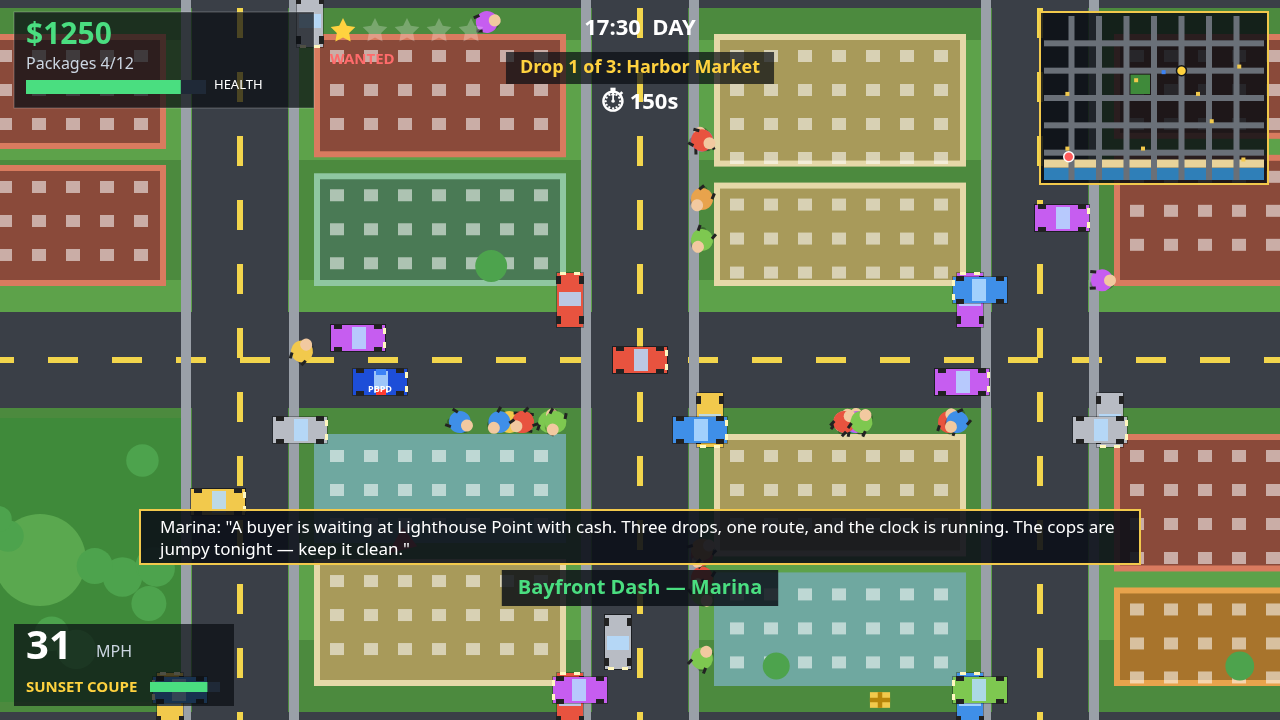 $1250
Packages 4/12
HEALTH
WANTED
17:30 DAY
Drop 1 of 3: Harbor Market
⏱ 150s
PBPD
Marina: "A buyer is waiting at Lighthouse Point with cash. Three drops, one route, and the clock is running. The cops are
jumpy tonight — keep it clean."
Bayfront Dash — Marina
31 MPH
SUNSET COUPE